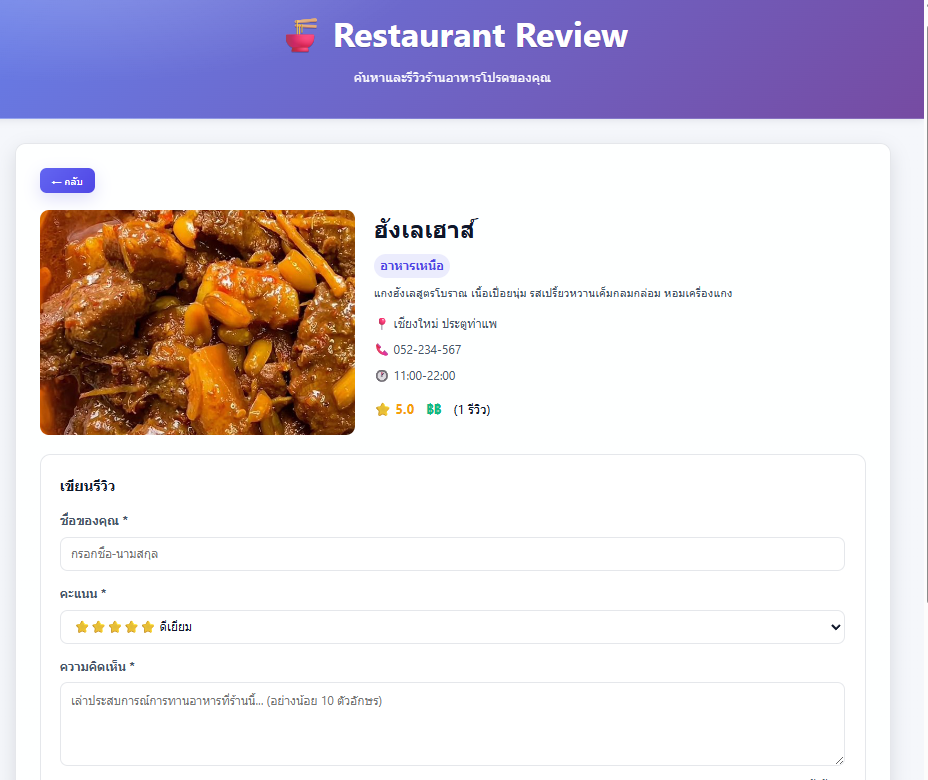 Restaurant Review
ค้นหาและรีวิวร้านอาหารโปรดของคุณ
← กลับ
ฮังเลเฮาส์
อาหารเหนือ
แกงฮังเลสูตรโบราณ เนื้อเปื่อยนุ่ม รสเปรี้ยวหวานเค็มกลมกล่อม หอมเครื่องแกง
เชียงใหม่ ประตูท่าแพ
052-234-567
11:00-22:00
5.0 ฿฿ (1 รีวิว)
เขียนรีวิว
ชื่อของคุณ *
กรอกชื่อ-นามสกุล
คะแนน *
ดีเยี่ยม
ความคิดเห็น *
เล่าประสบการณ์การทานอาหารที่ร้านนี้... (อย่างน้อย 10 ตัวอักษร)